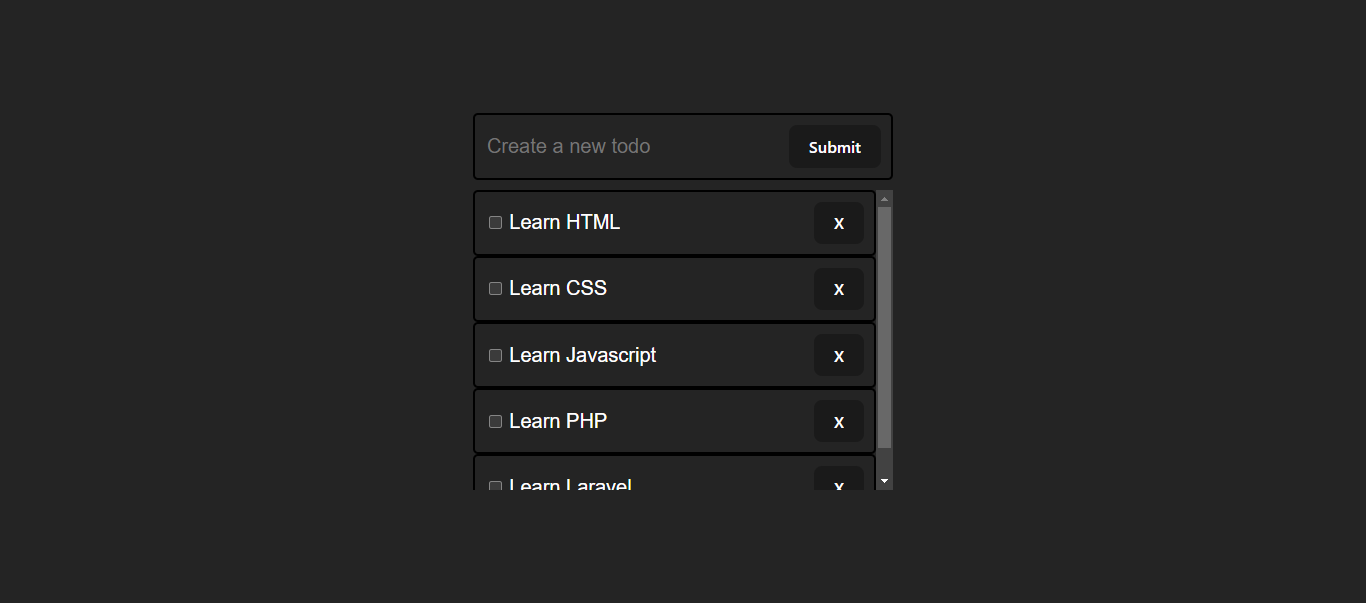 Create a new todo Submit
Learn HTML X
Learn CSS X
Learn Javascript X
Learn PHP X
Learn Laravel X